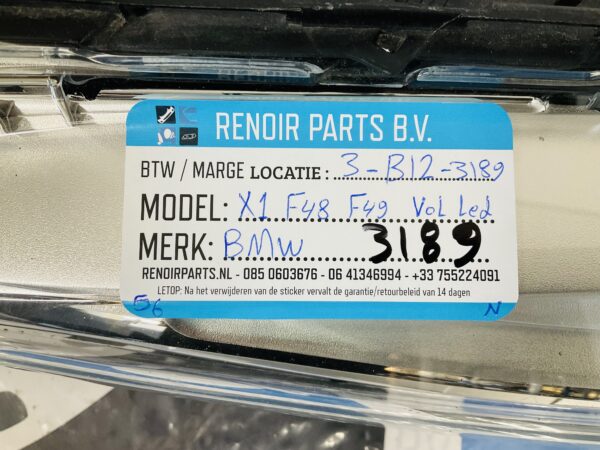 RENOIR PARTS B.V.
BTW / MARGE LOCATIE : 3-B12-3189
MODEL: X1 F48 F49 Vol Led
MERK: BMW 3189
RENOIRPARTS.NL - 085 0603676 - 06 41346994 - +33 755224091
LETOP: Na het verwijderen van de sticker vervalt de garantie/retourbeleid van 14 dagen
56 N